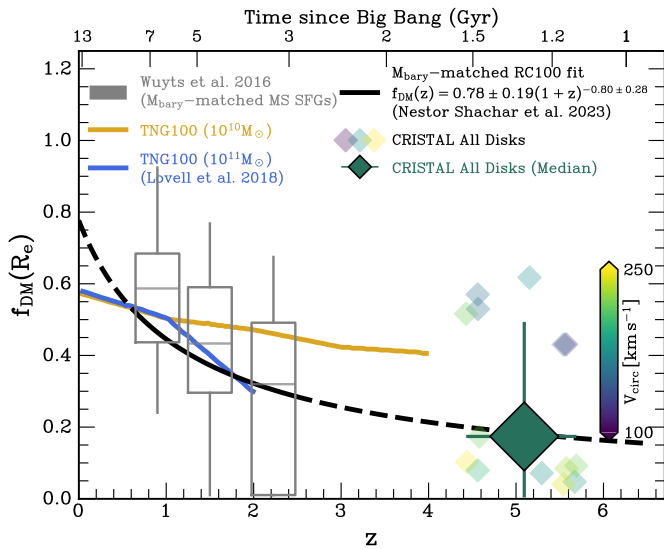 Time since Big Bang (Gyr)
13 7 5 3 2 1.5 1.2 1
Wuyts et al. 2016
(M_bary−matched MS SFGs)
TNG100 (10^10 M⊙)
TNG100 (10^11 M⊙)
(Lovell et al. 2018)
M_bary−matched RC100 fit
f_DM(z) = 0.78 ± 0.19(1 + z)^−0.80 ± 0.28
(Nestor Shachar et al. 2023)
CRISTAL All Disks
CRISTAL All Disks (Median)
f_DM(R_e)
1.2
1.0
0.8
0.6
0.4
0.2
0.0
250
V_circ [km s^−1]
100
0 1 2 3 4 5 6
z